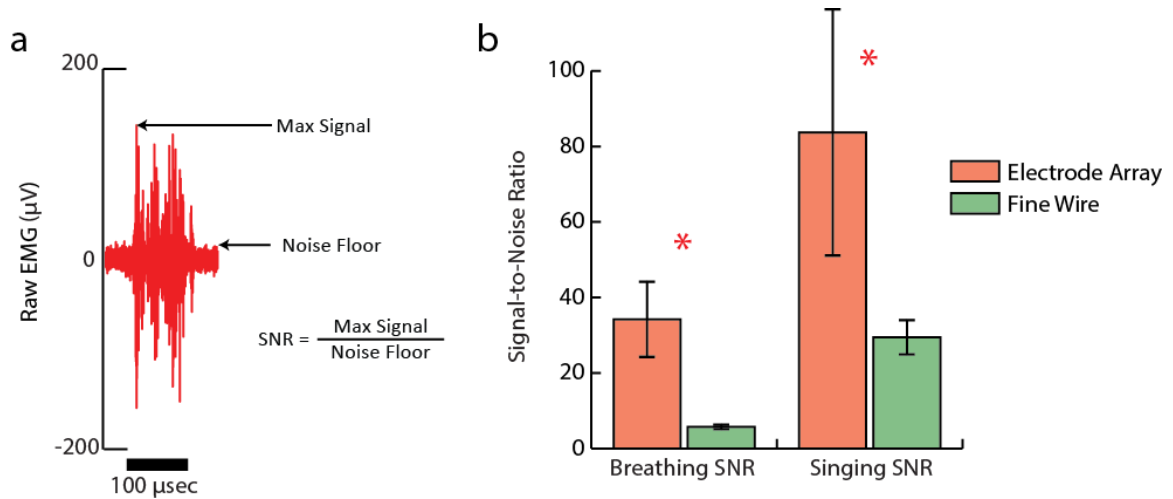 a
200
Max Signal
Raw EMG (µV)
0
Noise Floor
SNR = Max Signal
Noise Floor
-200
100 µsec
b
*
*
100
80
60
40
20
0
Signal-to-Noise Ratio
Breathing SNR
Singing SNR
Electrode Array
Fine Wire